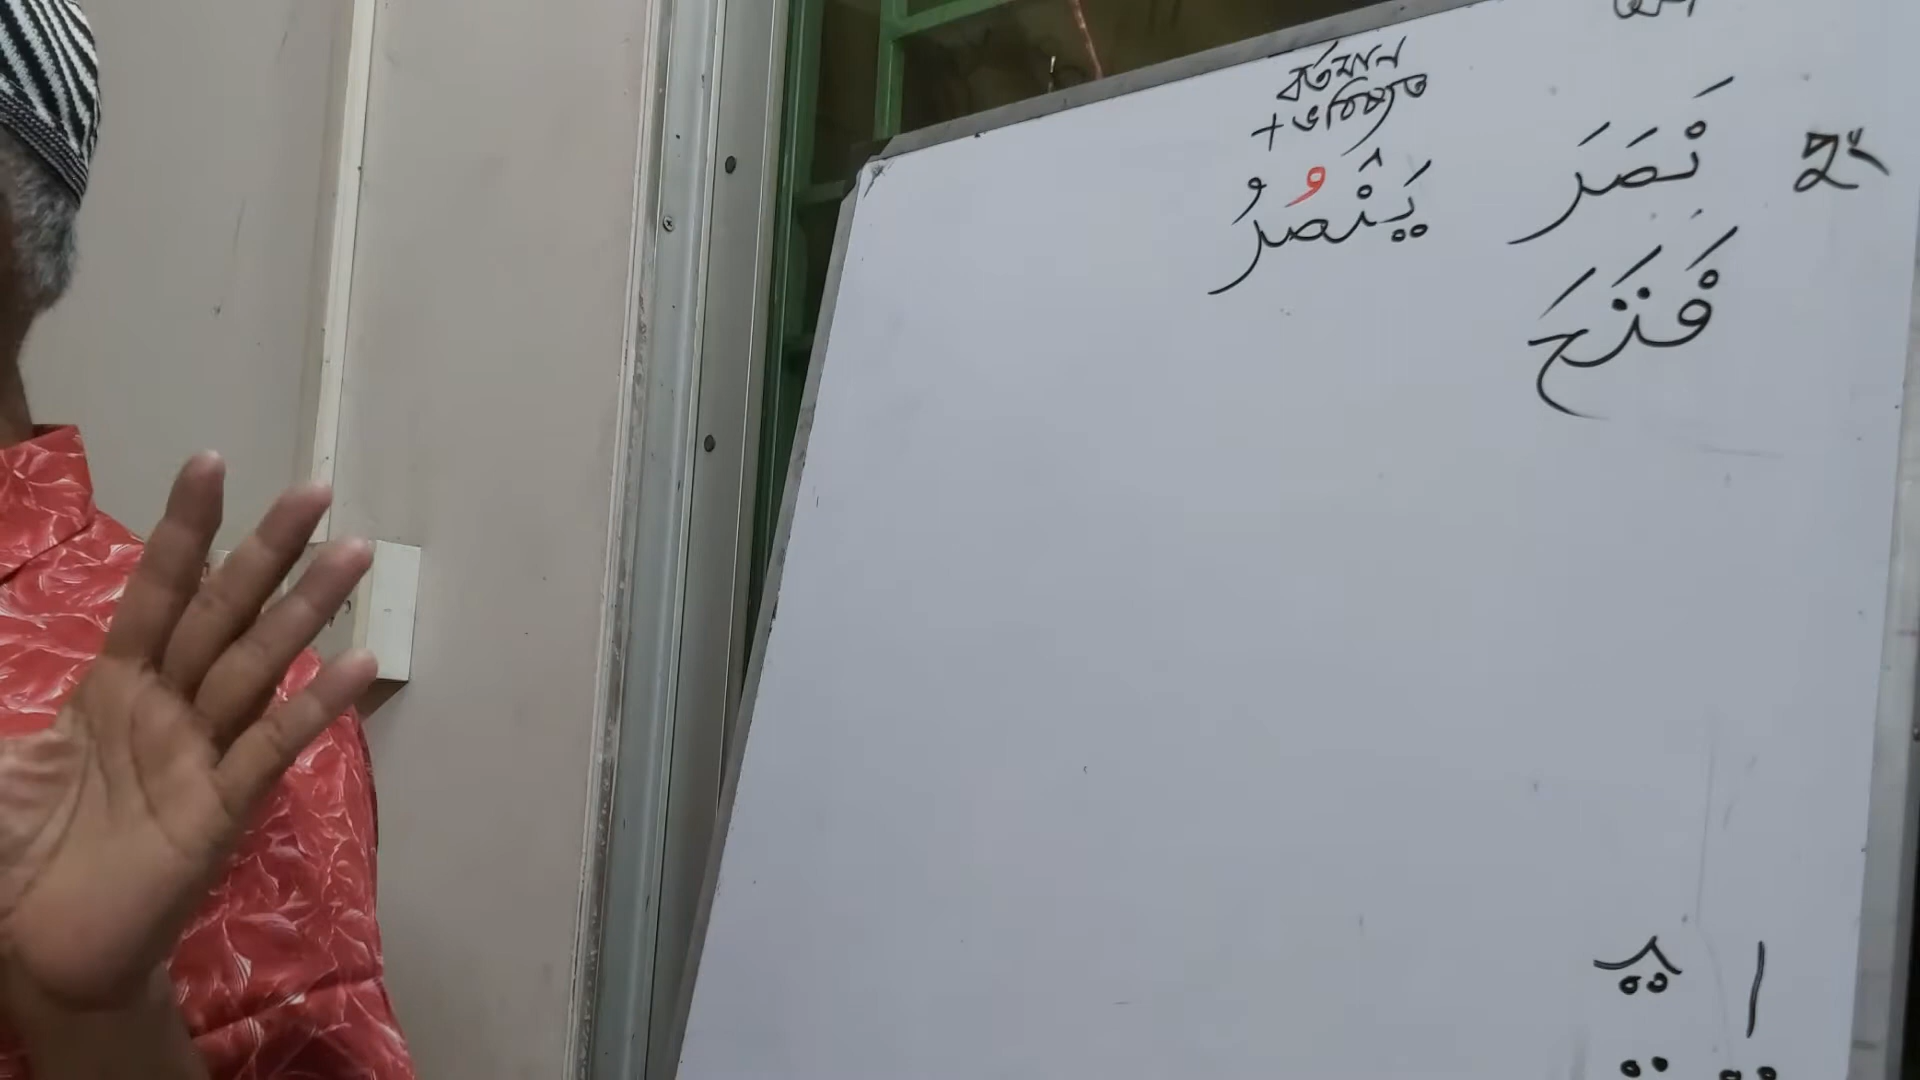 বর্তমান
+ ভবিষ্যত
نَصَرَ يَنْصُرُ
فَتَحَ
ا ي